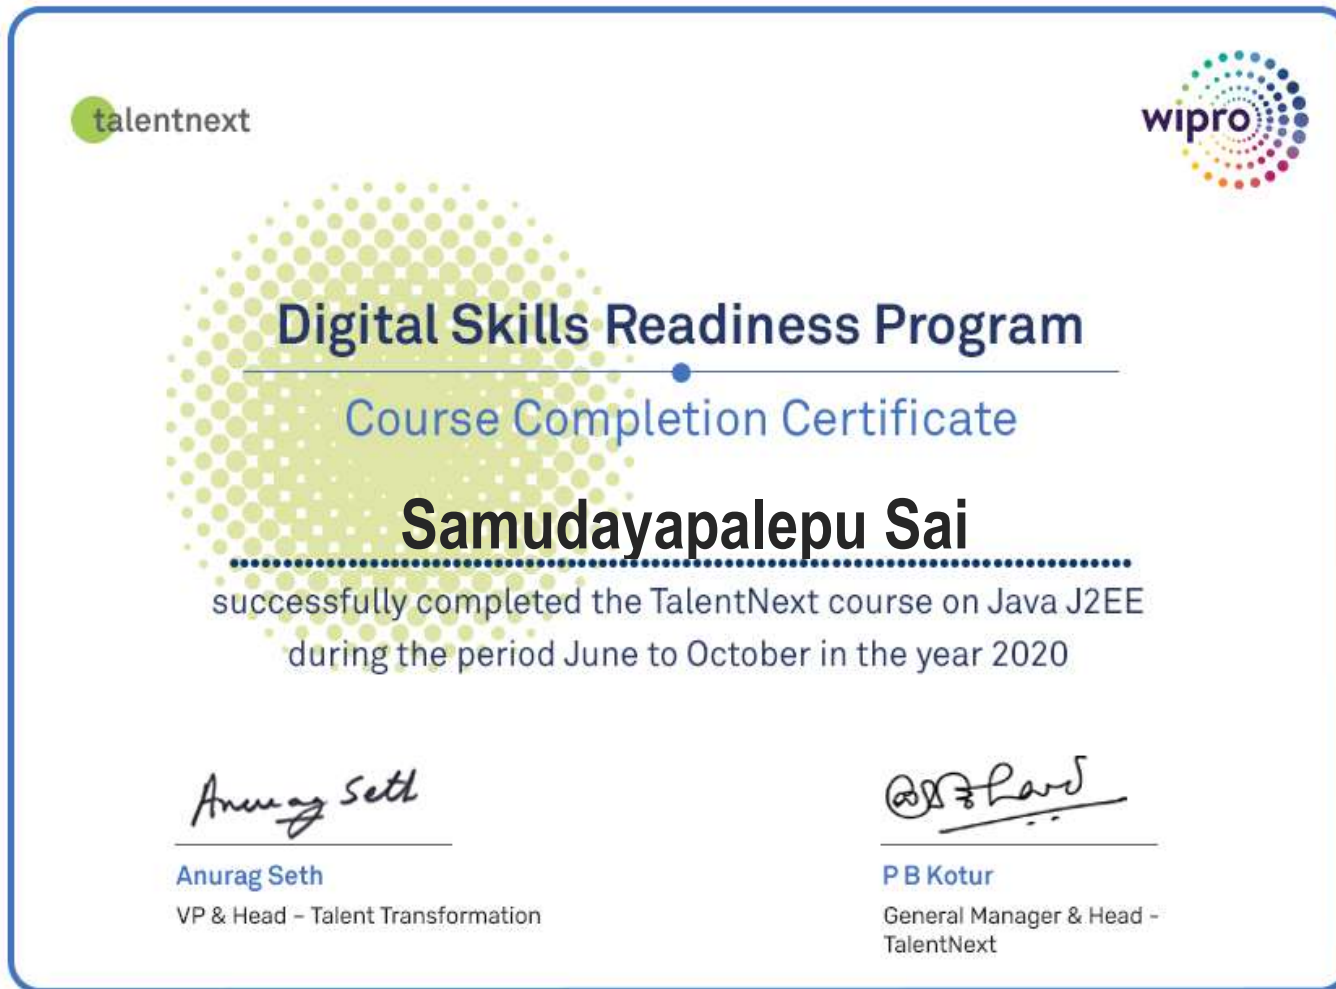 talentnext
wipro
Digital Skills Readiness Program
Course Completion Certificate
Samudayapalepu Sai
successfully completed the TalentNext course on Java J2EE
during the period June to October in the year 2020
Anurag Seth
Anurag Seth
P B Kotur
VP & Head – Talent Transformation
General Manager & Head -
TalentNext